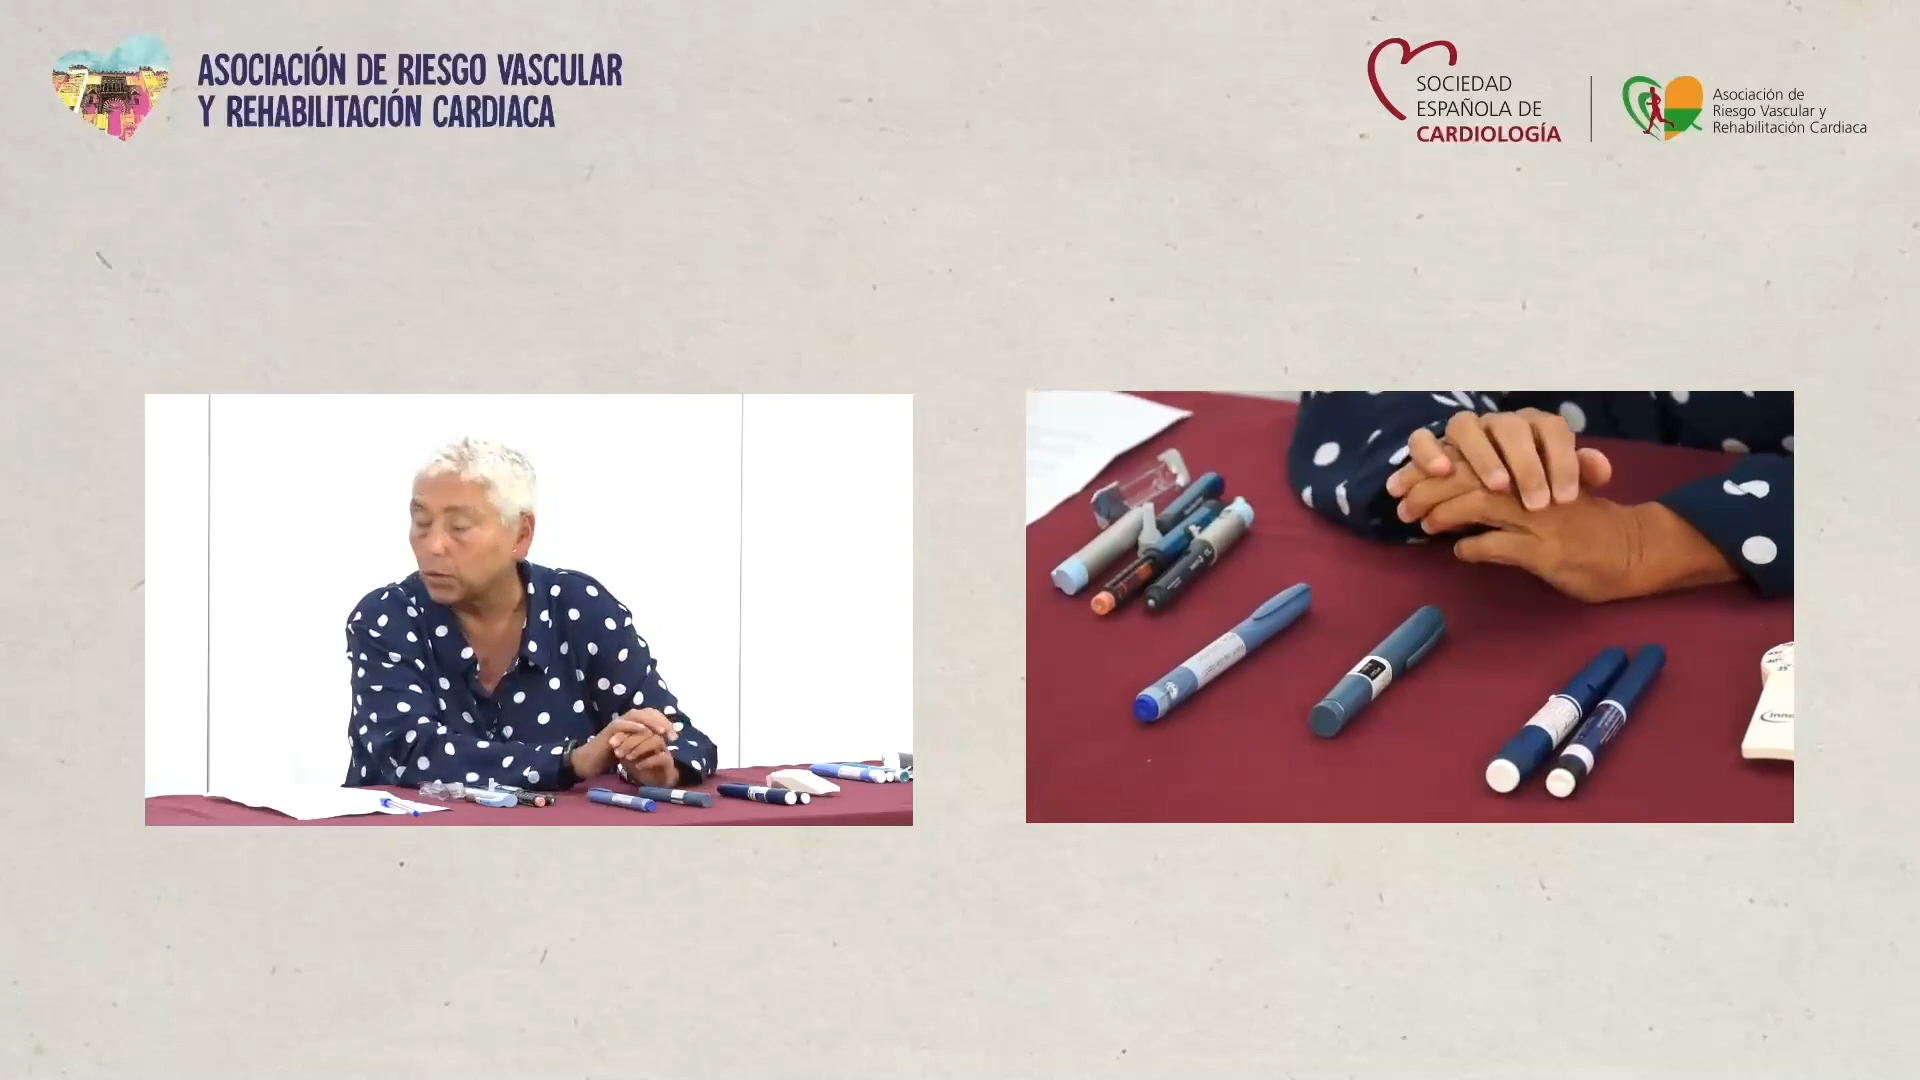 ASOCIACIÓN DE RIESGO VASCULAR
Y REHABILITACIÓN CARDIACA
SOCIEDAD
ESPAÑOLA DE
CARDIOLOGÍA
Asociación de
Riesgo Vascular y
Rehabilitación Cardiaca